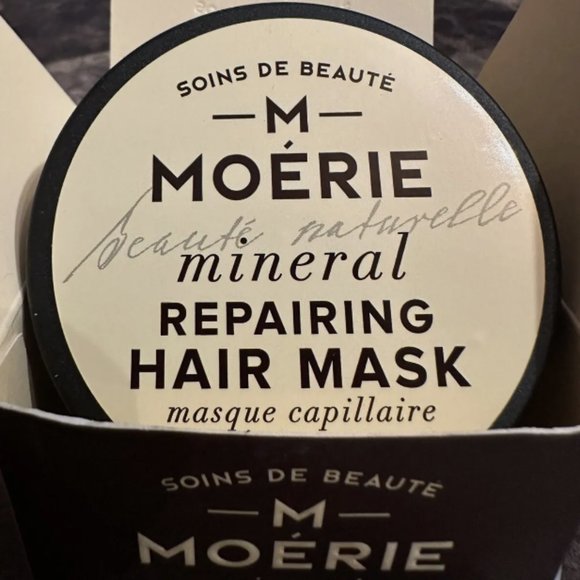 SOINS DE BEAUTÉ
M
MOÉRIE
beauté naturelle
mineral
REPAIRING
HAIR MASK
masque capillaire
SOINS DE BEAUTÉ
M
MOÉRIE